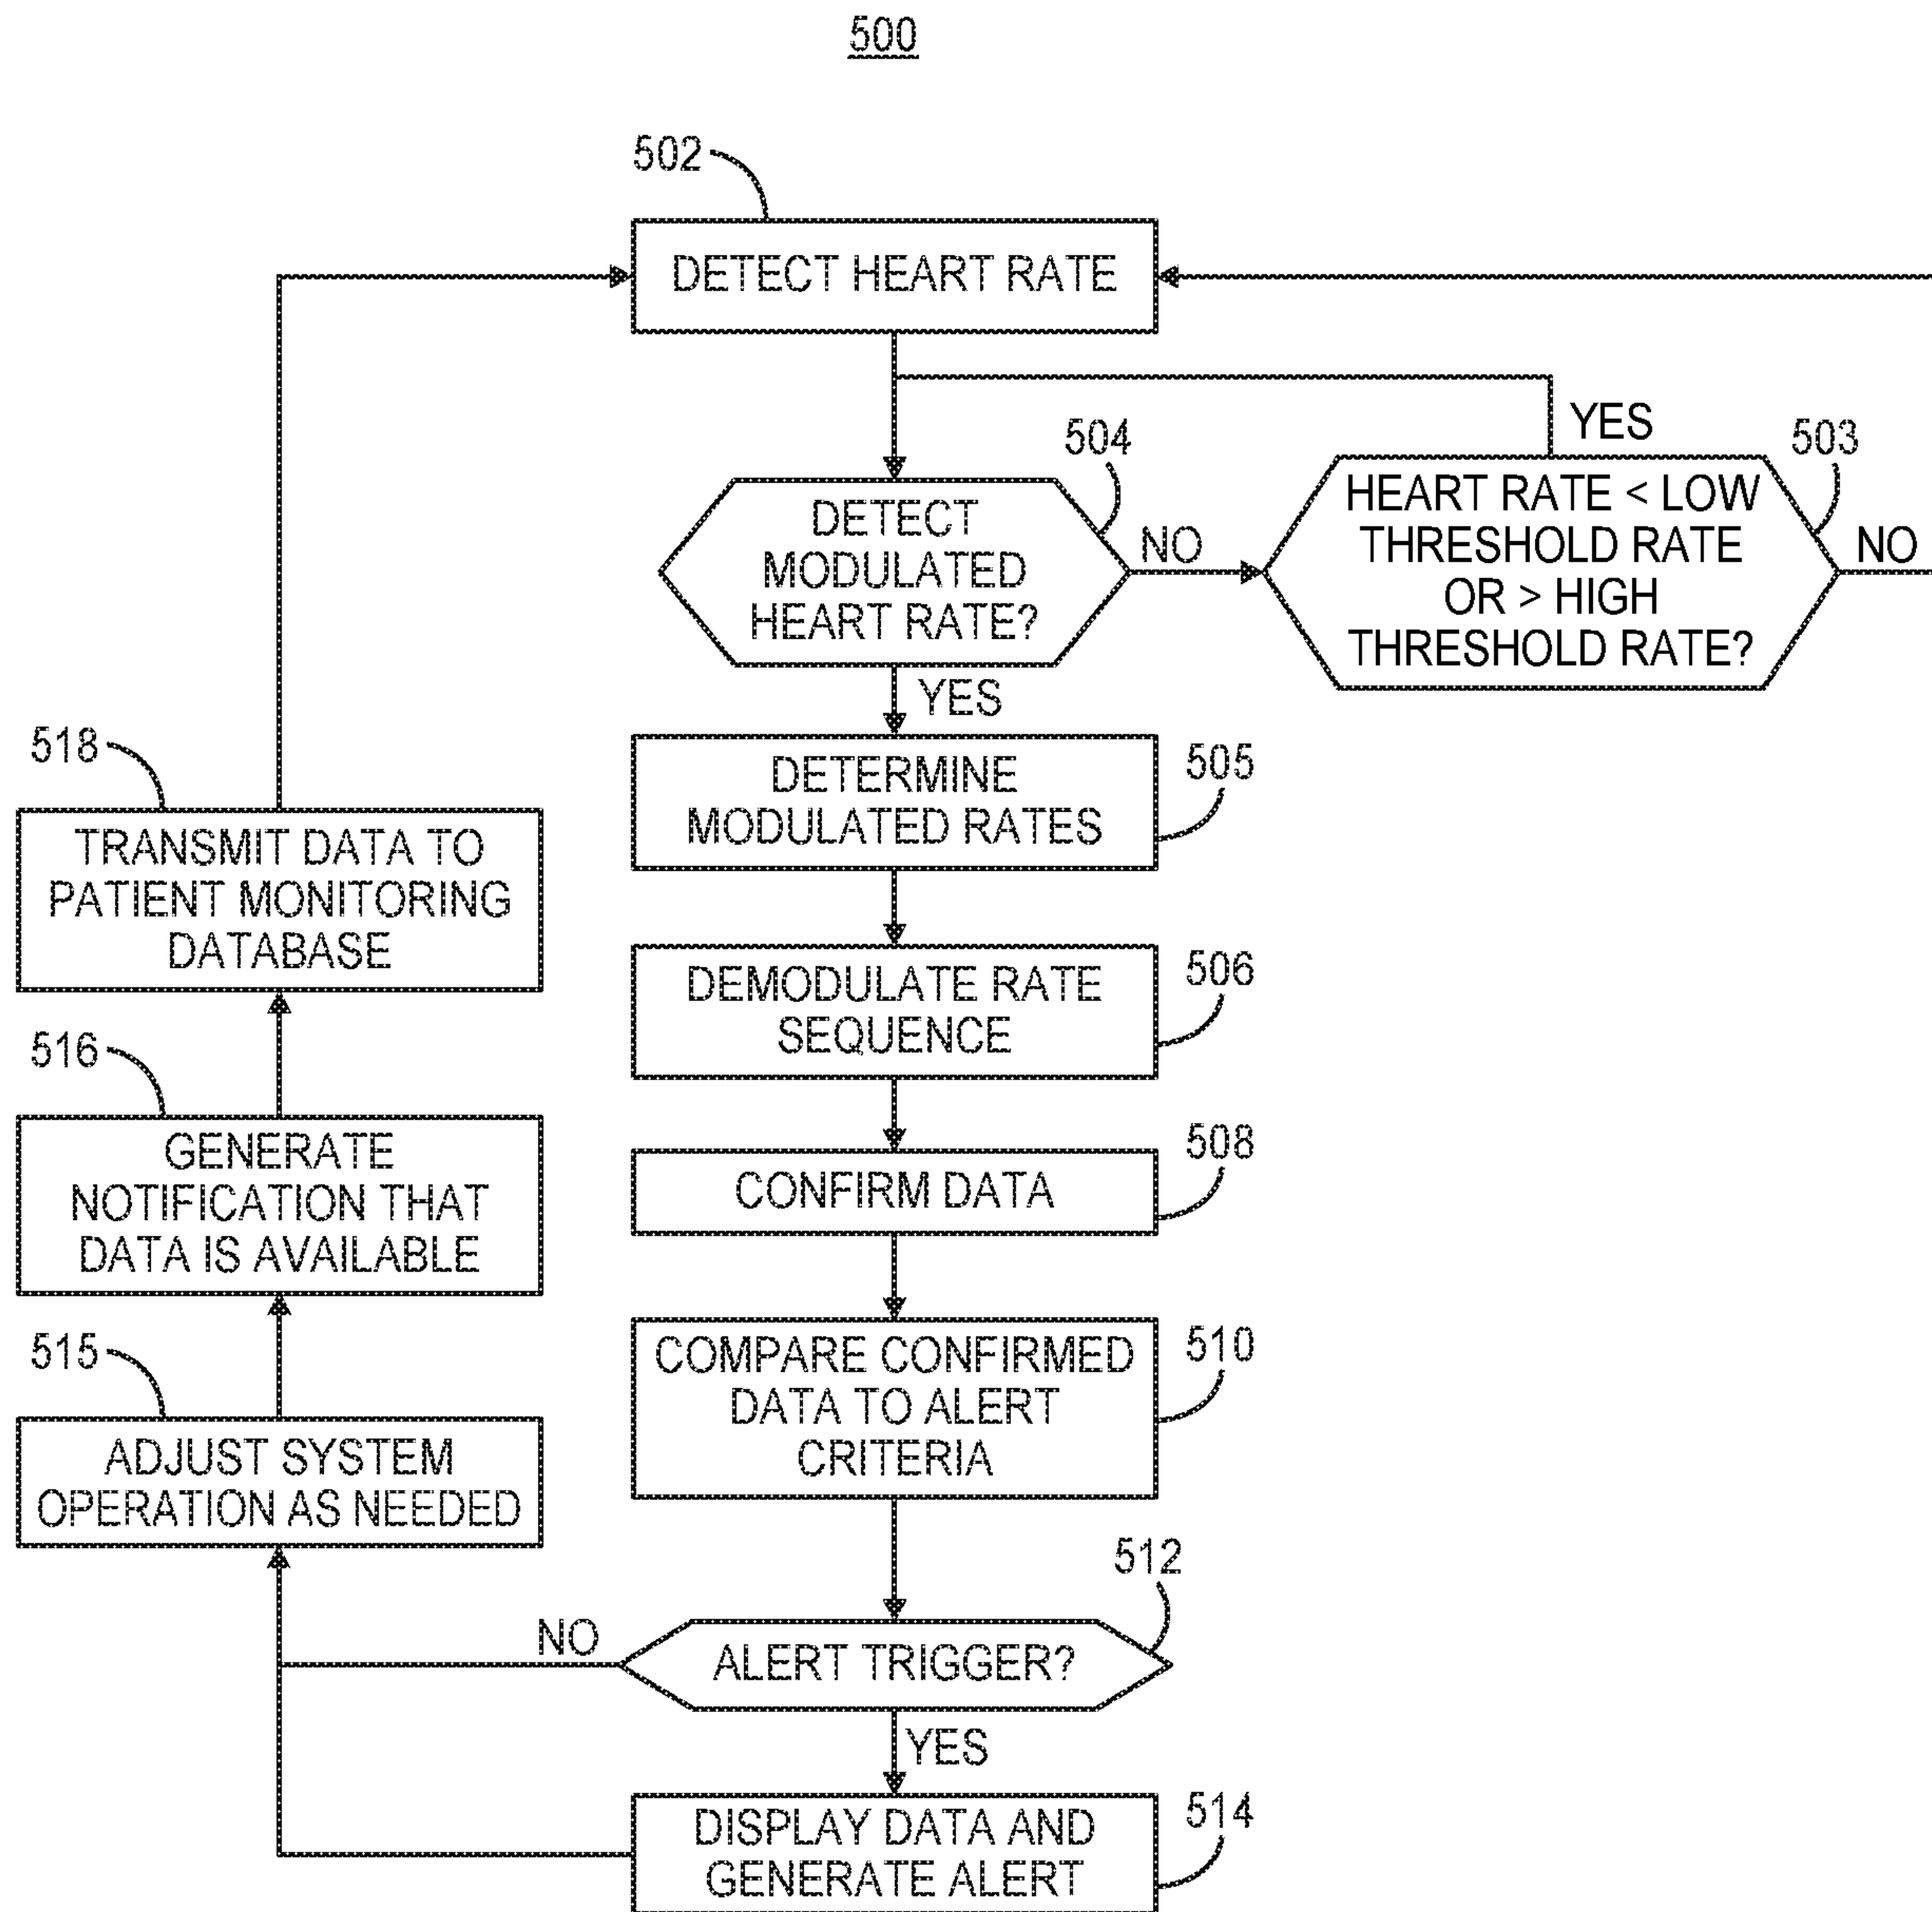 500
502
DETECT HEART RATE
504
DETECT
MODULATED
HEART RATE?
NO
YES
503
HEART RATE < LOW
THRESHOLD RATE
OR > HIGH
THRESHOLD RATE?
NO
YES
505
DETERMINE
MODULATED RATES
506
DEMODULATE RATE
SEQUENCE
508
CONFIRM DATA
510
COMPARE CONFIRMED
DATA TO ALERT
CRITERIA
512
ALERT TRIGGER?
NO
YES
514
DISPLAY DATA AND
GENERATE ALERT
515
ADJUST SYSTEM
OPERATION AS NEEDED
516
GENERATE
NOTIFICATION THAT
DATA IS AVAILABLE
518
TRANSMIT DATA TO
PATIENT MONITORING
DATABASE